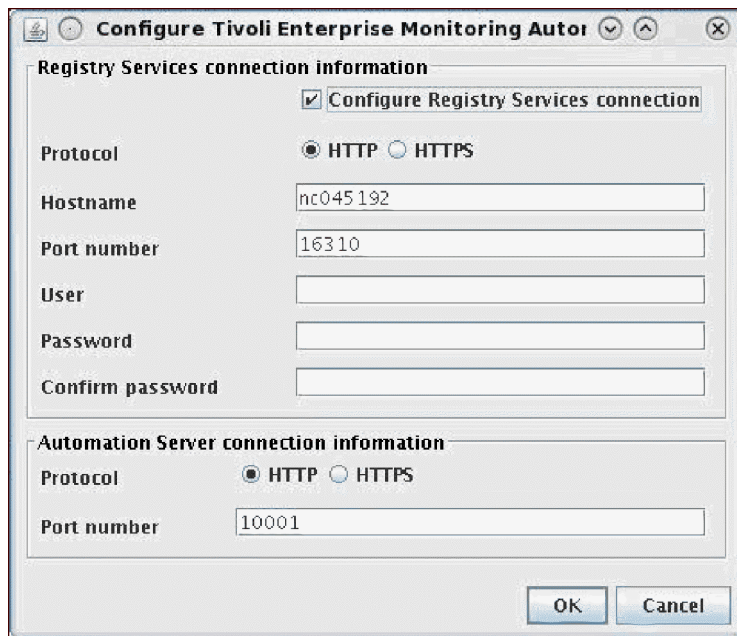 Configure Tivoli Enterprise Monitoring Autor
Registry Services connection information
Configure Registry Services connection
Protocol HTTP HTTPS
Hostname nc045192
Port number 16310
User
Password
Confirm password
Automation Server connection information
Protocol HTTP HTTPS
Port number 10001
OK Cancel